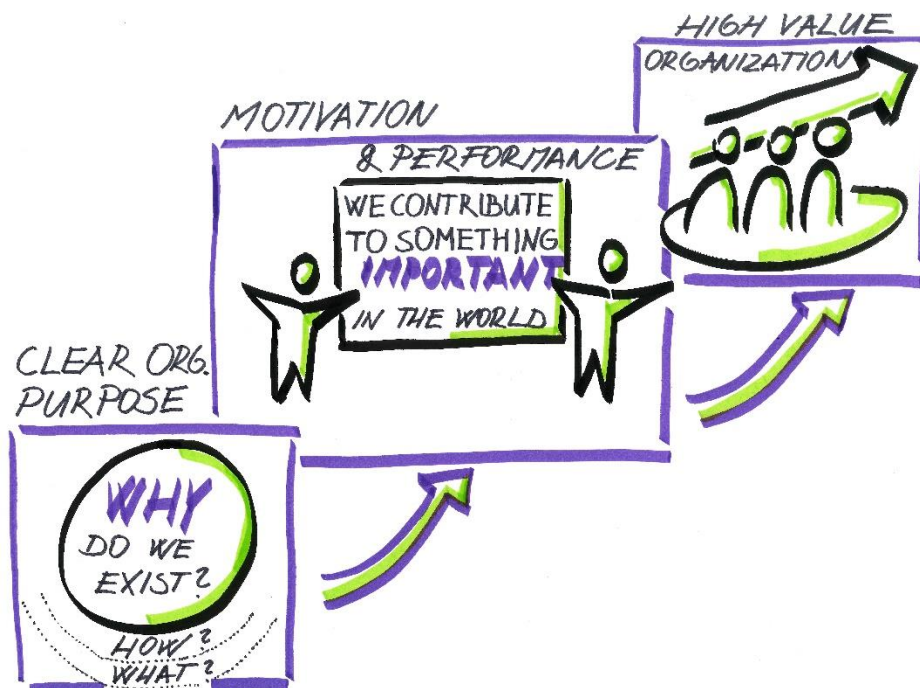 CLEAR ORG.
PURPOSE
WHY
DO WE
EXIST?
HOW?
WHAT?
MOTIVATION
& PERFORMANCE
WE CONTRIBUTE
TO SOMETHING
IMPORTANT
IN THE WORLD
HIGH VALUE
ORGANIZATION